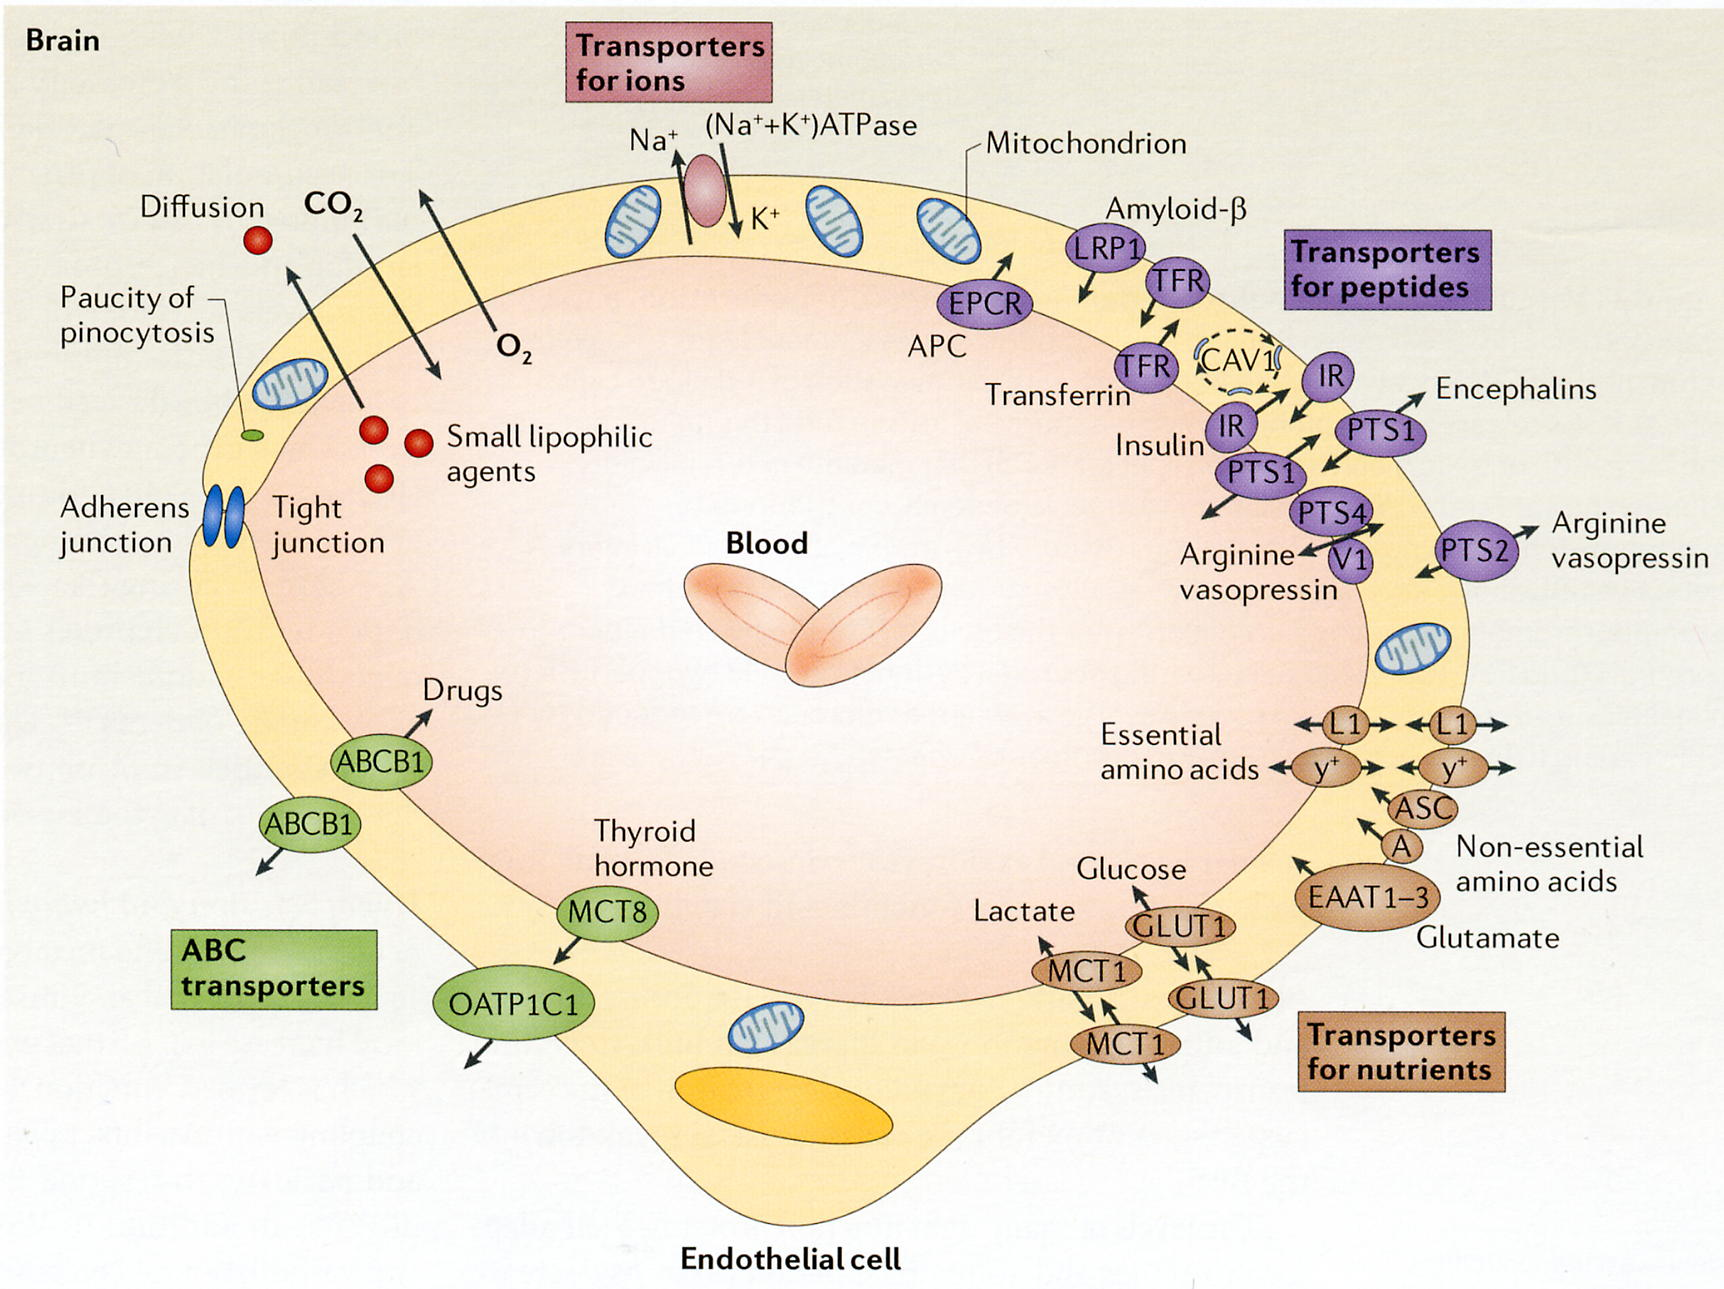 Brain
Transporters
for ions
Na⁺
(Na⁺+K⁺)ATPase
K⁺
Mitochondrion
Diffusion
CO₂
O₂
Paucity of
pinocytosis
Small lipophilic
agents
Adherens
junction
Tight
junction
Amyloid-β
LRP1
TFR
EPCR
APC
TFR
Transferrin
CAV1
Transporters
for peptides
IR
IR
Insulin
PTS1
Encephalins
PTS1
PTS4
V1
Arginine
vasopressin
PTS2
Arginine
vasopressin
Blood
Drugs
ABCB1
ABCB1
Thyroid
hormone
MCT8
OATP1C1
ABC
transporters
Essential
amino acids
L1
L1
y⁺
y⁺
ASC
A
Non-essential
amino acids
EAAT1–3
Glutamate
Glucose
GLUT1
GLUT1
Lactate
MCT1
MCT1
Transporters
for nutrients
Endothelial cell